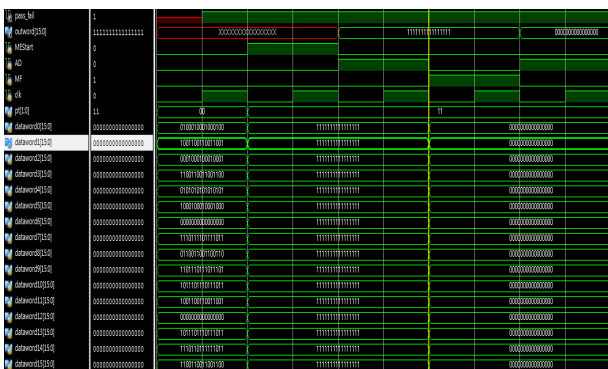 pass_fail 1
outword[15:0] 1111111111111111 XXXXXXXXXXXXXXXX 1111111111111111 0000000000000000
MEStart 0
AD 0
MF 1
clk 0
pt[1:0] 11 00 11
dataword0[15:0] 0000000000000000 0100010001000100 1111111111111111 0000000000000000
dataword1[15:0] 0000000000000000 1001100110011001 1111111111111111 0000000000000000
dataword2[15:0] 0000000000000000 0001000100010001 1111111111111111 0000000000000000
dataword3[15:0] 0000000000000000 1100110011001100 1111111111111111 0000000000000000
dataword4[15:0] 0000000000000000 0101010101010101 1111111111111111 0000000000000000
dataword5[15:0] 0000000000000000 1000100010001000 1111111111111111 0000000000000000
dataword6[15:0] 0000000000000000 0000000000000000 1111111111111111 0000000000000000
dataword7[15:0] 0000000000000000 1111111111111111 0000000000000000
dataword8[15:0] 0000000000000000 0110011001100110 1111111111111111 0000000000000000
dataword9[15:0] 0000000000000000 1101110111011101 1111111111111111 0000000000000000
dataword10[15:0] 0000000000000000 1111111111111111 0000000000000000
dataword11[15:0] 0000000000000000 1001100110011001 1111111111111111 0000000000000000
dataword12[15:0] 0000000000000000 0000000000000000 1111111111111111 0000000000000000
dataword13[15:0] 0000000000000000 1111111111111111 0000000000000000
dataword14[15:0] 0000000000000000 1111111111111111 0000000000000000
dataword15[15:0] 0000000000000000 1100110011001100 1111111111111111 0000000000000000